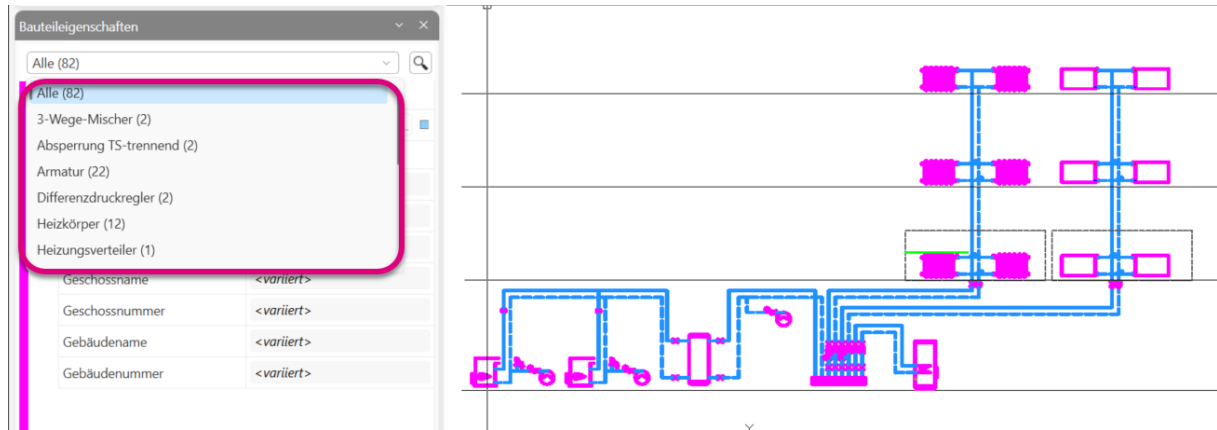 Bauteileigenschaften
Alle (82)
Alle (82)
3-Wege-Mischer (2)
Absperrung TS-trennend (2)
Armatur (22)
Differenzdruckregler (2)
Heizkörper (12)
Heizungsverteiler (1)
Geschossname <variiert>
Geschossnummer <variiert>
Gebäudename <variiert>
Gebäudenummer <variiert>